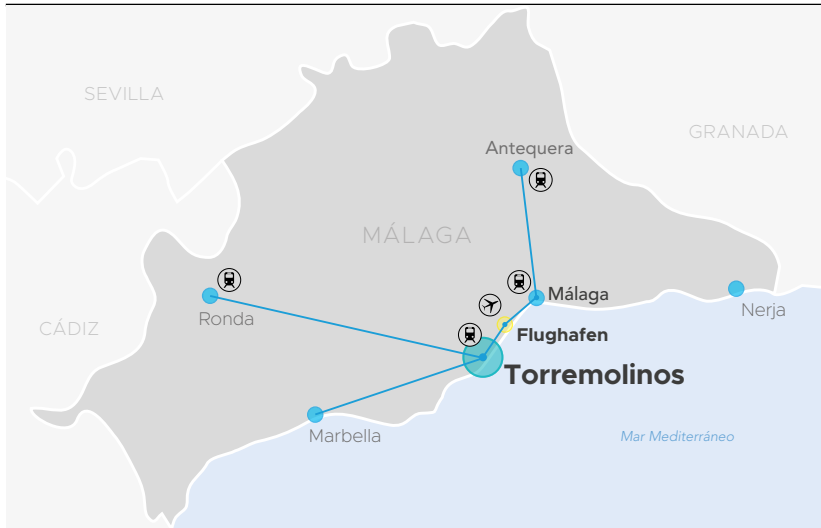 SEVILLA
GRANADA
Antequera
MÁLAGA
Málaga
Ronda
Nerja
CÁDIZ
Flughafen
Torremolinos
Marbella
Mar Mediterráneo